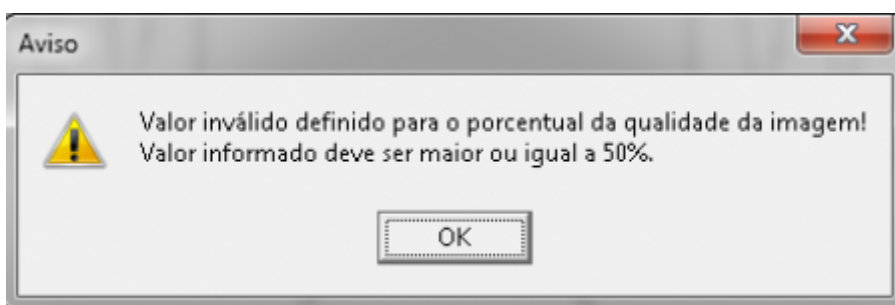 Aviso
Valor inválido definido para o porcentual da qualidade da imagem!
Valor informado deve ser maior ou igual a 50%.
OK